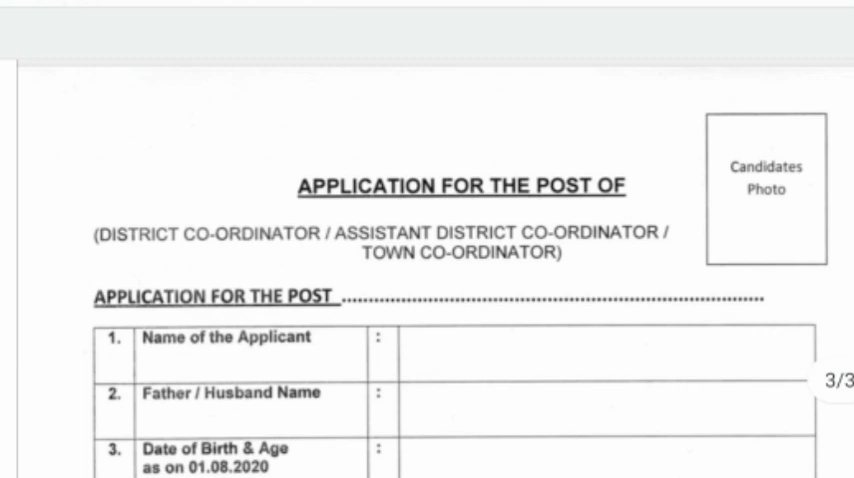 Candidates
Photo
APPLICATION FOR THE POST OF
(DISTRICT CO-ORDINATOR / ASSISTANT DISTRICT CO-ORDINATOR /
TOWN CO-ORDINATOR)
APPLICATION FOR THE POST ................................................................................
1. Name of the Applicant :
2. Father / Husband Name :
3/3
3. Date of Birth & Age :
as on 01.08.2020